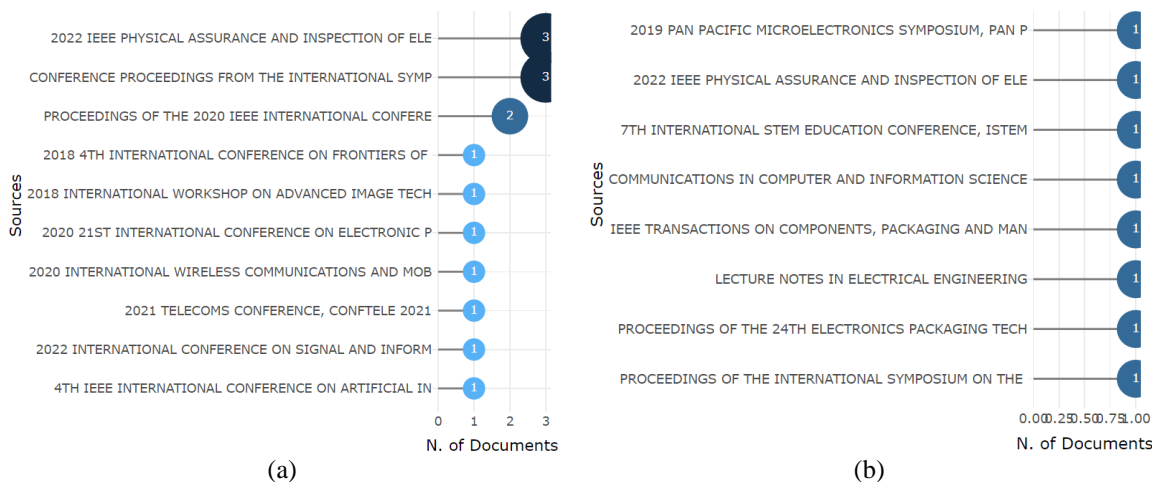 2022 IEEE PHYSICAL ASSURANCE AND INSPECTION OF ELE 3
CONFERENCE PROCEEDINGS FROM THE INTERNATIONAL SYMP 3
PROCEEDINGS OF THE 2020 IEEE INTERNATIONAL CONFERE 2
2018 4TH INTERNATIONAL CONFERENCE ON FRONTIERS OF 1
2018 INTERNATIONAL WORKSHOP ON ADVANCED IMAGE TECH 1
2020 21ST INTERNATIONAL CONFERENCE ON ELECTRONIC P 1
2020 INTERNATIONAL WIRELESS COMMUNICATIONS AND MOB 1
2021 TELECOMS CONFERENCE, CONFTELE 2021 1
2022 INTERNATIONAL CONFERENCE ON SIGNAL AND INFORM 1
4TH IEEE INTERNATIONAL CONFERENCE ON ARTIFICIAL IN 1
Sources
0 1 2 3
N. of Documents
(a)
2019 PAN PACIFIC MICROELECTRONICS SYMPOSIUM, PAN P 1
2022 IEEE PHYSICAL ASSURANCE AND INSPECTION OF ELE 1
7TH INTERNATIONAL STEM EDUCATION CONFERENCE, ISTEM 1
COMMUNICATIONS IN COMPUTER AND INFORMATION SCIENCE 1
IEEE TRANSACTIONS ON COMPONENTS, PACKAGING AND MAN 1
LECTURE NOTES IN ELECTRICAL ENGINEERING 1
PROCEEDINGS OF THE 24TH ELECTRONICS PACKAGING TECH 1
PROCEEDINGS OF THE INTERNATIONAL SYMPOSIUM ON THE 1
Sources
0.00 0.25 0.50 0.75 1.00
N. of Documents
(b)